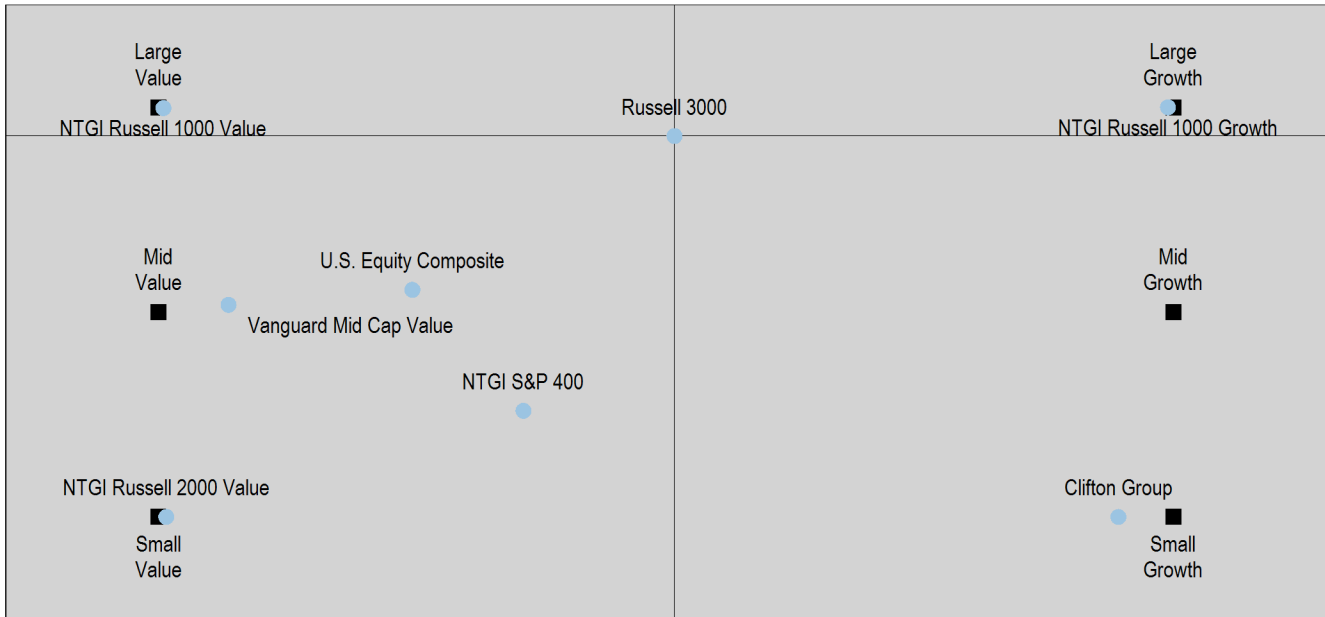 Large
Value
NTGI Russell 1000 Value
Russell 3000
Large
Growth
NTGI Russell 1000 Growth
Mid
Value
U.S. Equity Composite
Vanguard Mid Cap Value
Mid
Growth
NTGI S&P 400
NTGI Russell 2000 Value
Small
Value
Clifton Group
Small
Growth